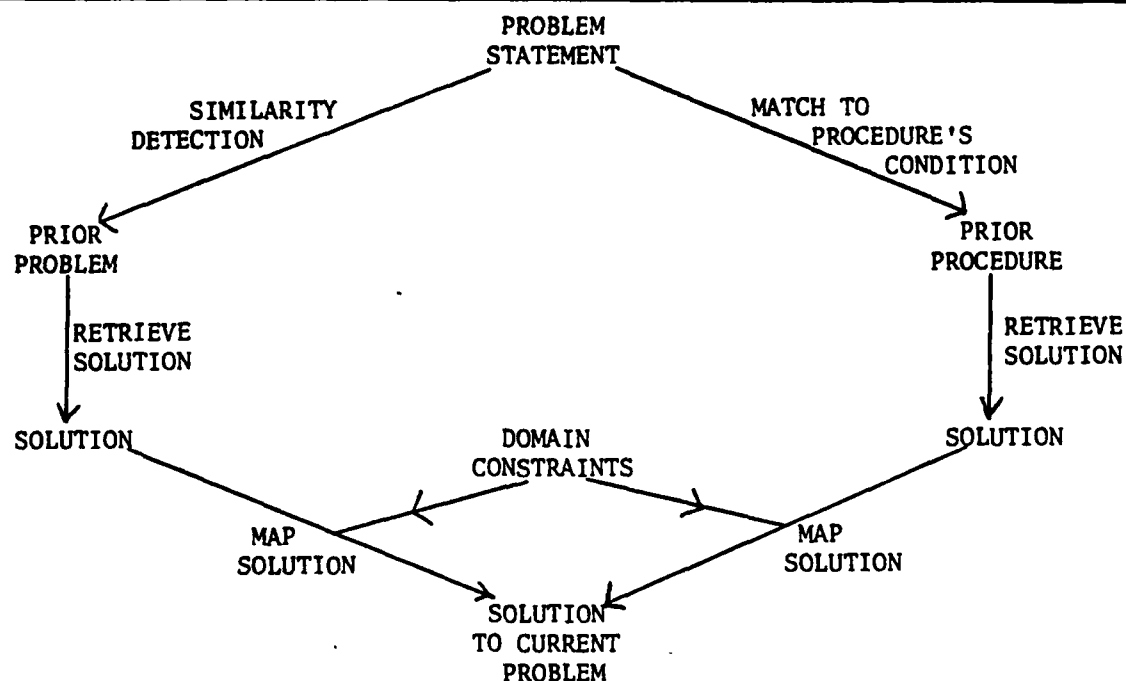 PROBLEM
STATEMENT
SIMILARITY
DETECTION
MATCH TO
PROCEDURE'S
CONDITION
PRIOR
PROBLEM
PRIOR
PROCEDURE
RETRIEVE
SOLUTION
RETRIEVE
SOLUTION
SOLUTION
DOMAIN
CONSTRAINTS
SOLUTION
MAP
SOLUTION
MAP
SOLUTION
SOLUTION
TO CURRENT
PROBLEM